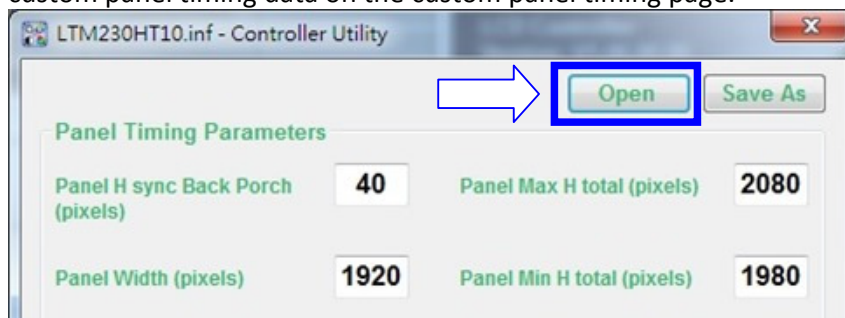 custom panel timing data on the custom panel timing page.
LTM230HT10.inf - Controller Utility
Open
Save As
Panel Timing Parameters
Panel H sync Back Porch
(pixels)
40
Panel Max H total (pixels)
2080
Panel Width (pixels)
1920
Panel Min H total (pixels)
1980